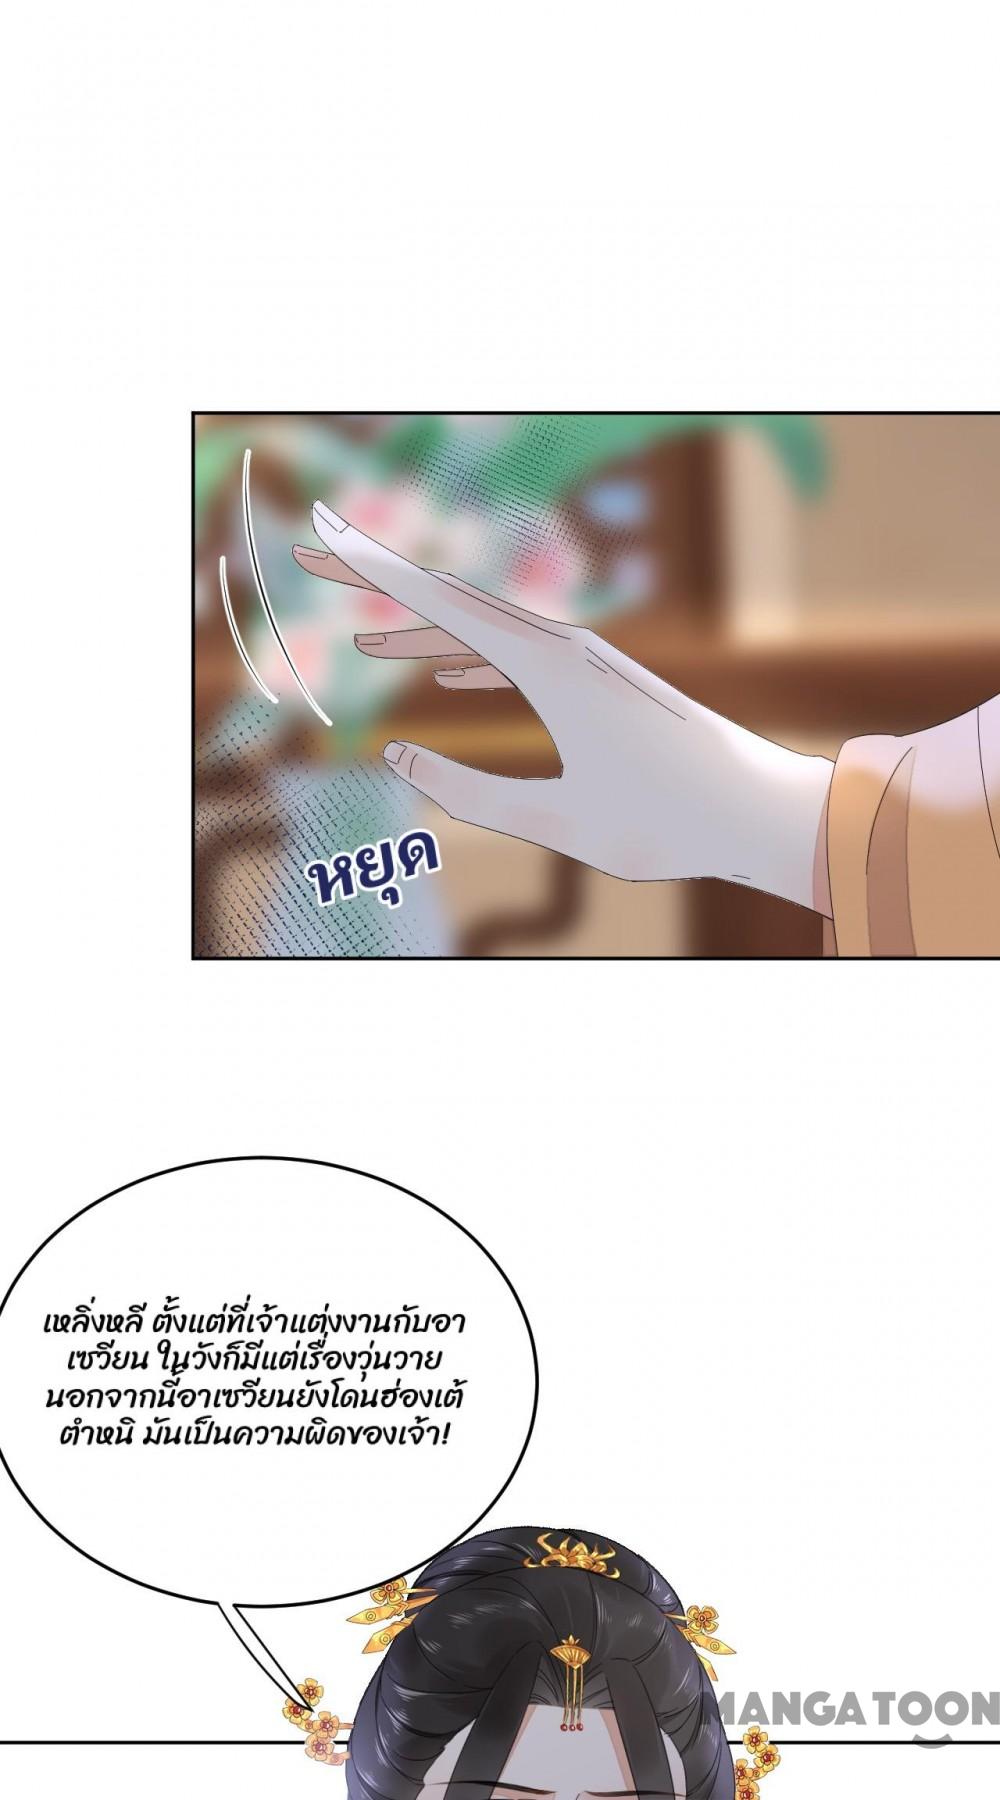 หยุด
เหลิ่งหลี ตั้งแต่ที่เจ้าแต่งงานกับอา
เซวียน ในวังก็มีแต่เรื่องวุ่นวาย
นอกจากนี้อาเซวียนยังโดนฮ่องเต้
ตำหนิ มันเป็นความผิดของเจ้า!
MANGATOON